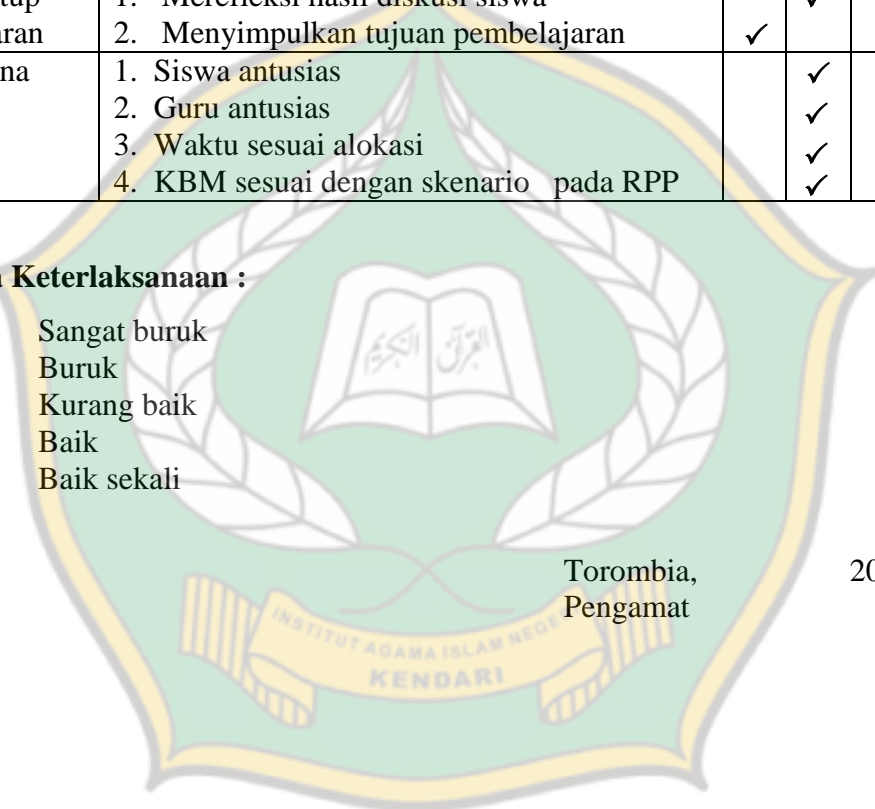 1. Merefleksi hasil diskusi siswa
2. Menyimpulkan tujuan pembelajaran ✓
1. Siswa antusias ✓
2. Guru antusias ✓
3. Waktu sesuai alokasi ✓
4. KBM sesuai dengan skenario pada RPP ✓
Keterlaksanaan :
Sangat buruk
Buruk
Kurang baik
Baik
Baik sekali
القرآن الكريم
Torombia,
Pengamat
INSTITUT AGAMA ISLAM NEGERI
KENDARI